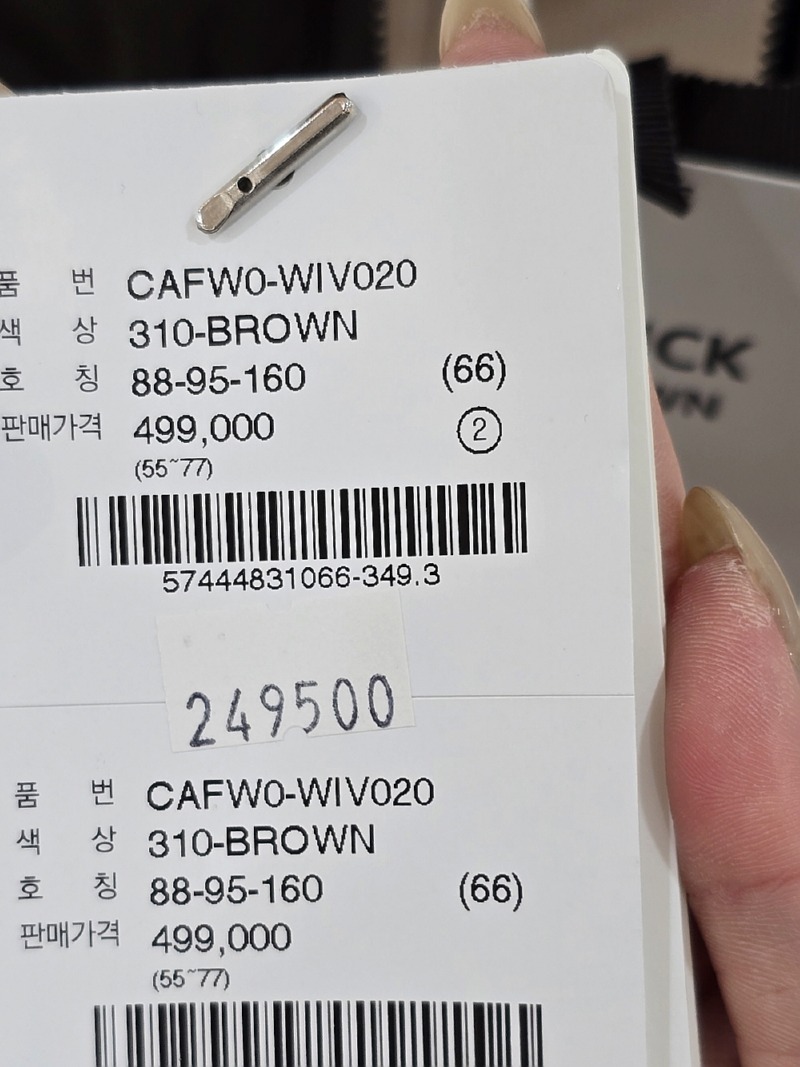 품 번 CAFW0-WIV020
색 상 310-BROWN
호 칭 88-95-160 (66)
판매가격 499,000 ②
(55~77)
57444831066-349.3
249500
품 번 CAFW0-WIV020
색 상 310-BROWN
호 칭 88-95-160 (66)
판매가격 499,000
(55~77)